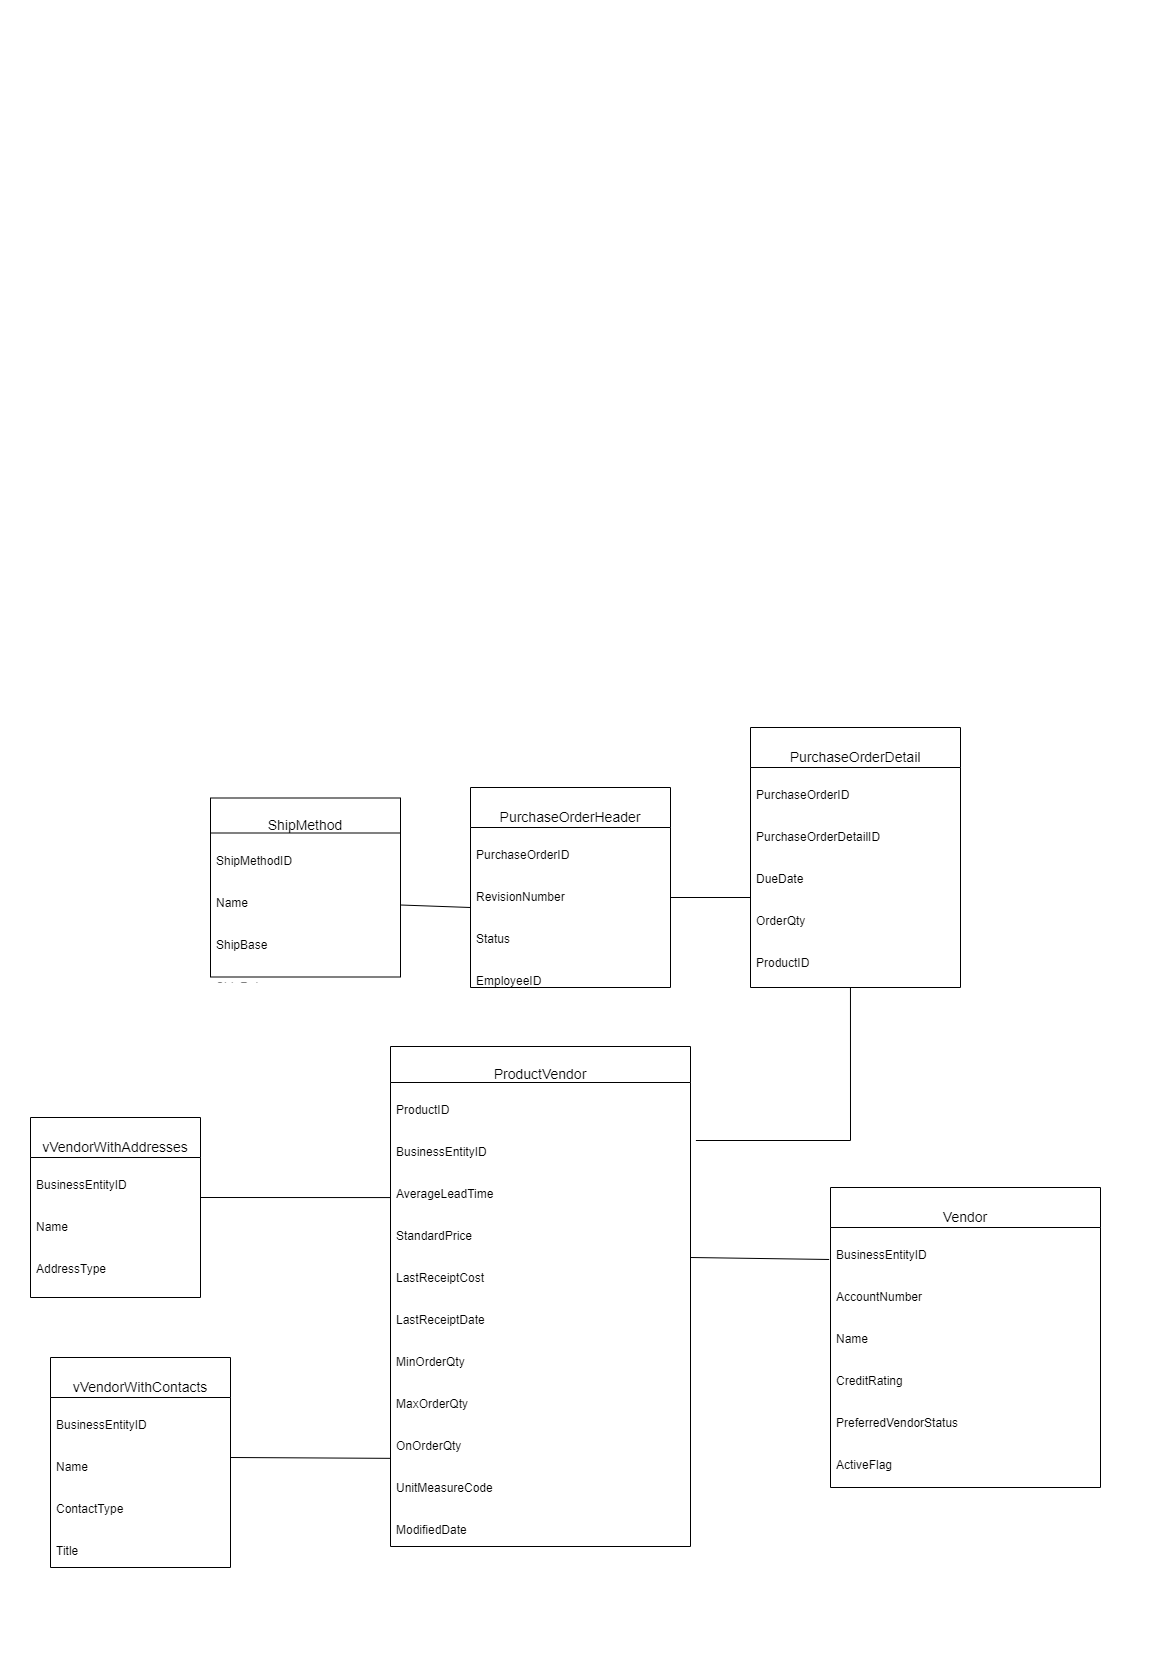 PurchaseOrderDetail
PurchaseOrderID
PurchaseOrderDetailID
DueDate
OrderQty
ProductID
ShipMethod
ShipMethodID
Name
ShipBase
PurchaseOrderHeader
PurchaseOrderID
RevisionNumber
Status
EmployeeID
ProductVendor
ProductID
BusinessEntityID
AverageLeadTime
StandardPrice
LastReceiptCost
LastReceiptDate
MinOrderQty
MaxOrderQty
OnOrderQty
UnitMeasureCode
ModifiedDate
vVendorWithAddresses
BusinessEntityID
Name
AddressType
Vendor
BusinessEntityID
AccountNumber
Name
CreditRating
PreferredVendorStatus
ActiveFlag
vVendorWithContacts
BusinessEntityID
Name
ContactType
Title